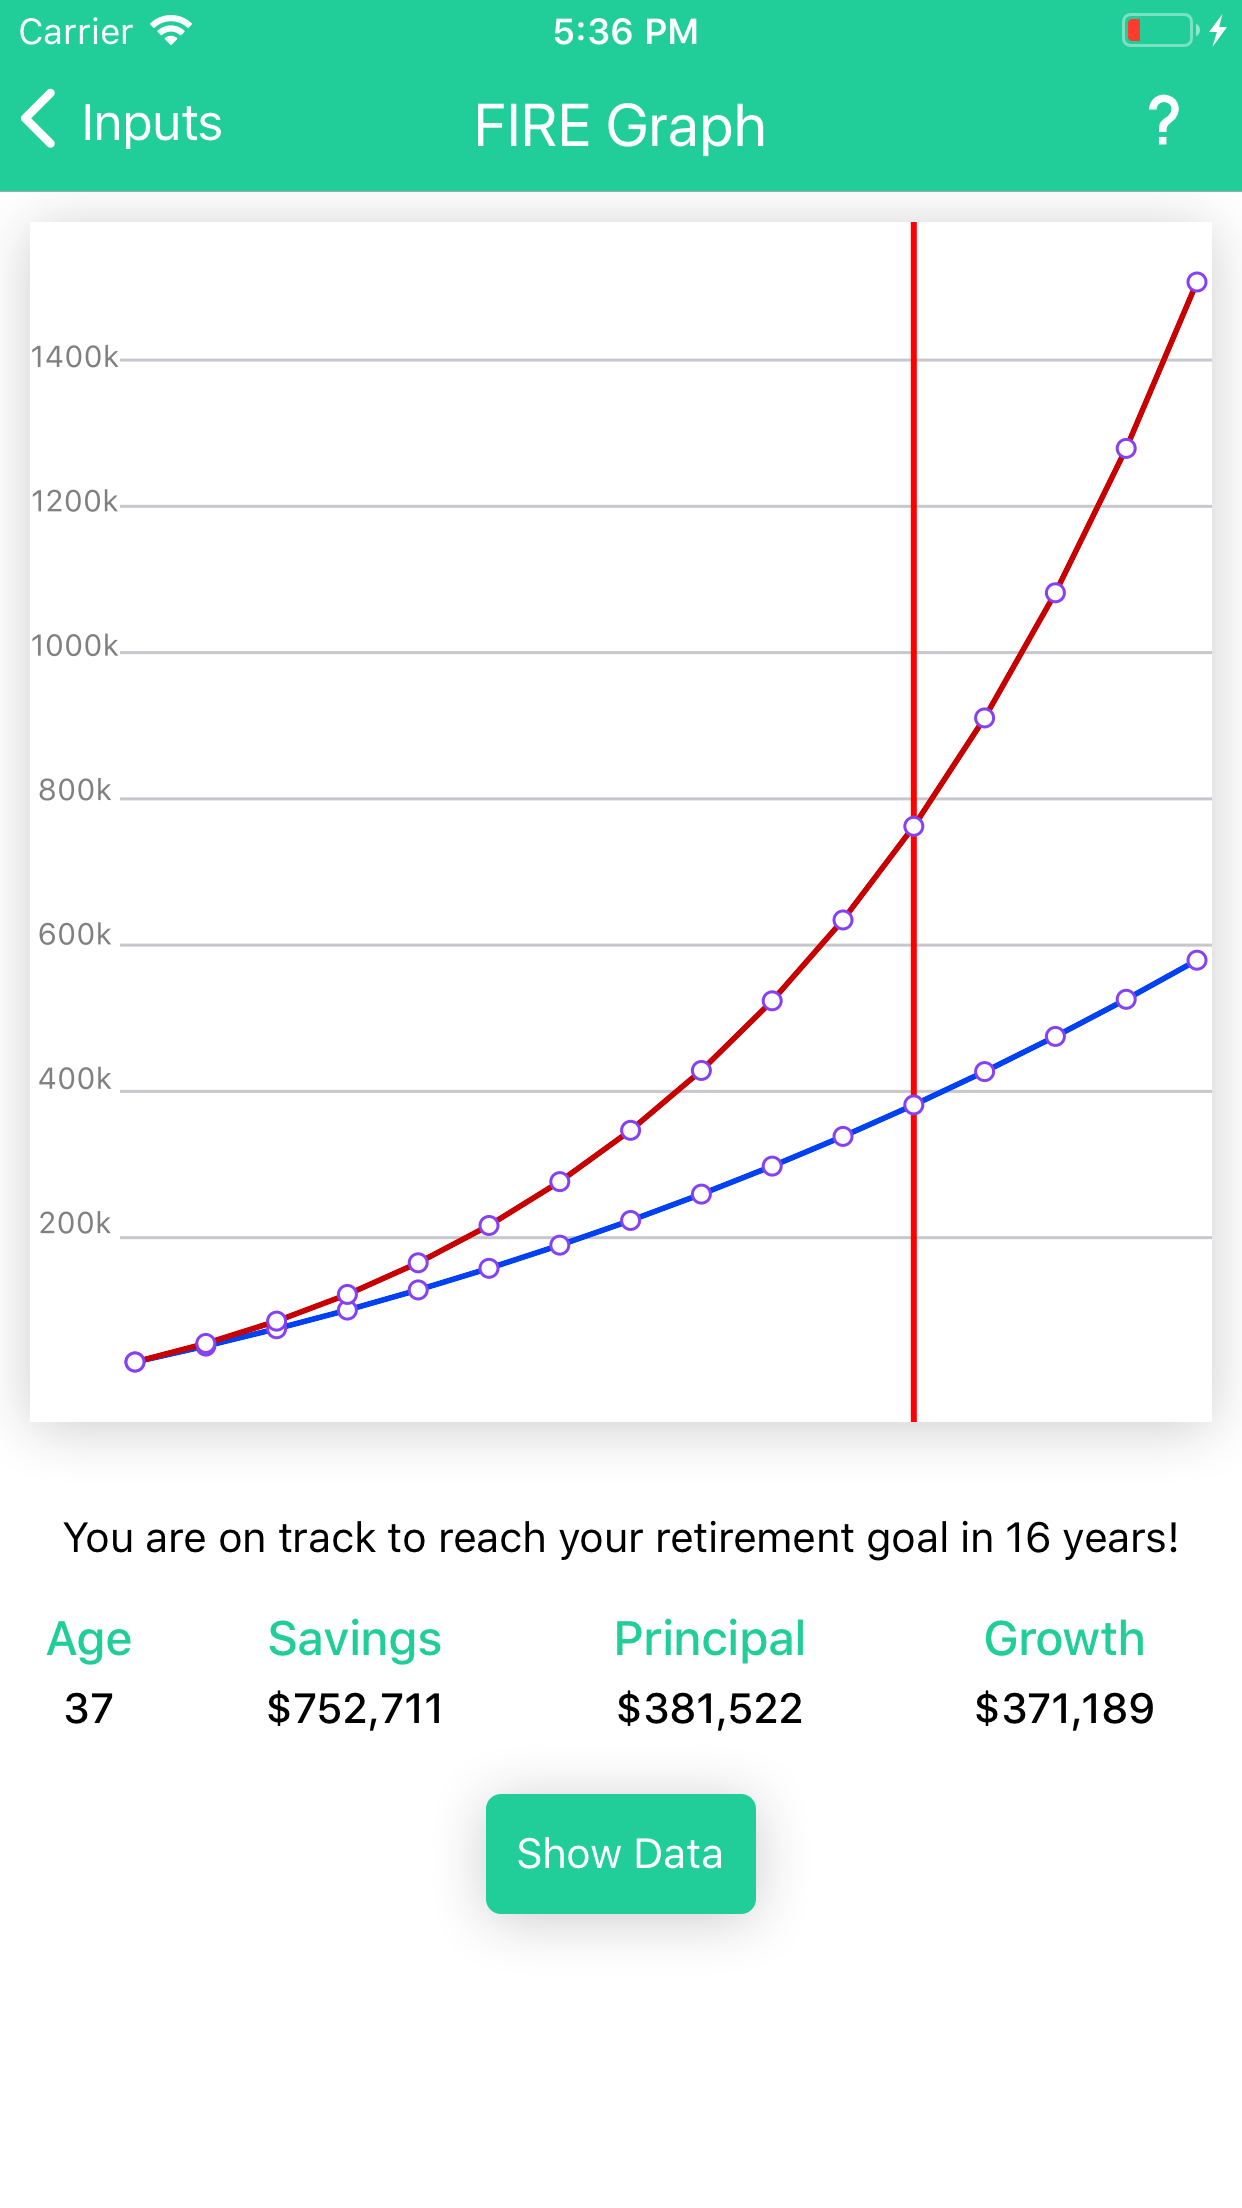 Carrier 5:36 PM
Inputs FIRE Graph ?
1400k
1200k
1000k
800k
600k
400k
200k
You are on track to reach your retirement goal in 16 years!
Age Savings Principal Growth
37 $752,711 $381,522 $371,189
Show Data